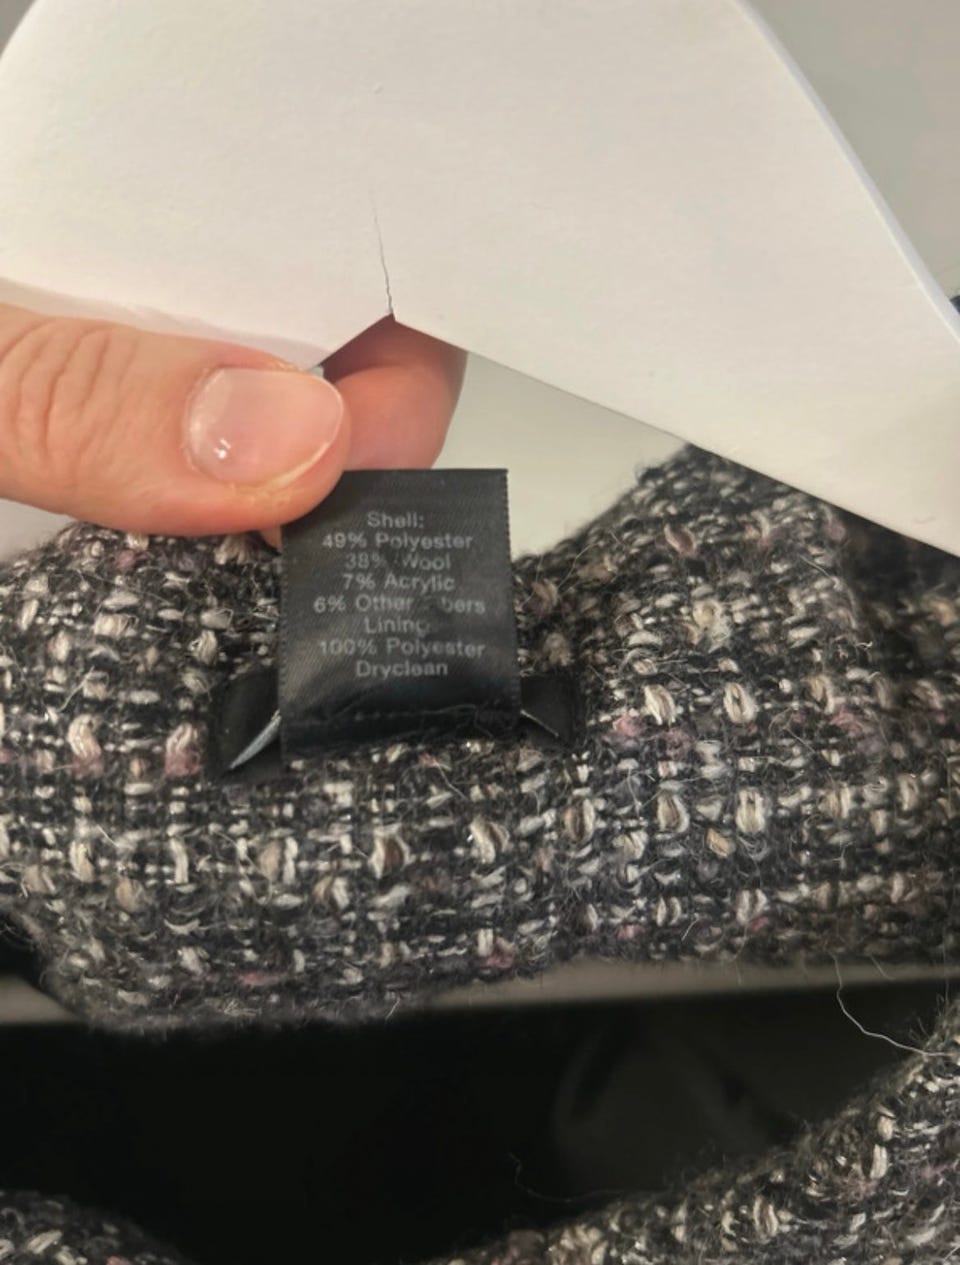 Shell:
49% Polyester
38% Wool
7% Acrylic
6% Other
Lining
100% Polyester
Dryclean